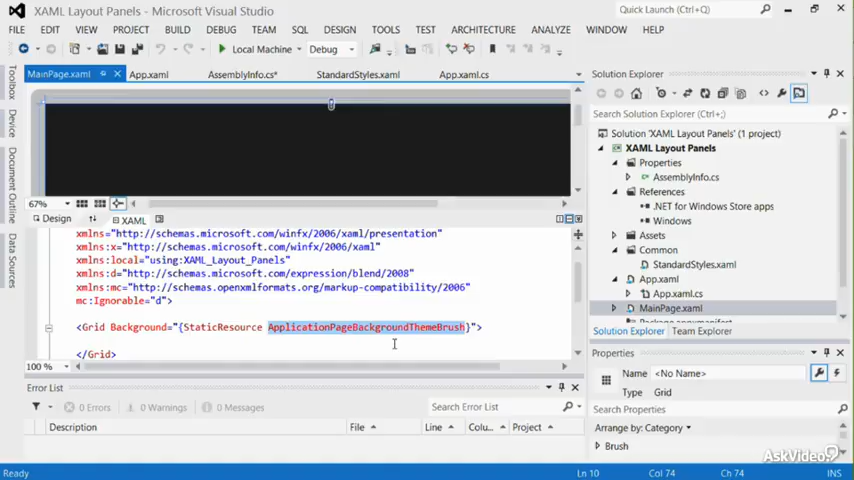 XAML Layout Panels - Microsoft Visual Studio
Quick Launch (Ctrl+Q)
FILE EDIT VIEW PROJECT BUILD DEBUG TEAM SQL DESIGN TOOLS TEST ARCHITECTURE ANALYZE WINDOW HELP
Local Machine Debug
MainPage.xaml App.xaml AssemblyInfo.cs* StandardStyles.xaml App.xaml.cs
Toolbox
Device
Document Outline
Data Sources
67%
Design XAML
xmlns="http://schemas.microsoft.com/winfx/2006/xaml/presentation"
xmlns:x="http://schemas.microsoft.com/winfx/2006/xaml"
xmlns:local="using:XAML_Layout_Panels"
xmlns:d="http://schemas.microsoft.com/expression/blend/2008"
xmlns:mc="http://schemas.openxmlformats.org/markup-compatibility/2006"
mc:Ignorable="d">
<Grid Background="{StaticResource ApplicationPageBackgroundThemeBrush}">
</Grid>
100 %
Error List
0 Errors 0 Warnings 0 Messages
Search Error List
Description File Line Colu... Project
Solution Explorer
Search Solution Explorer (Ctrl+;)
Solution 'XAML Layout Panels' (1 project)
XAML Layout Panels
Properties
AssemblyInfo.cs
References
.NET for Windows Store apps
Windows
Assets
Common
StandardStyles.xaml
App.xaml
App.xaml.cs
MainPage.xaml
Package.appxmanifest
Solution Explorer Team Explorer
Properties
Name <No Name>
Type Grid
Search Properties
Arrange by: Category
Brush
AskVideo
Ready Ln 10 Col 74 Ch 74 INS